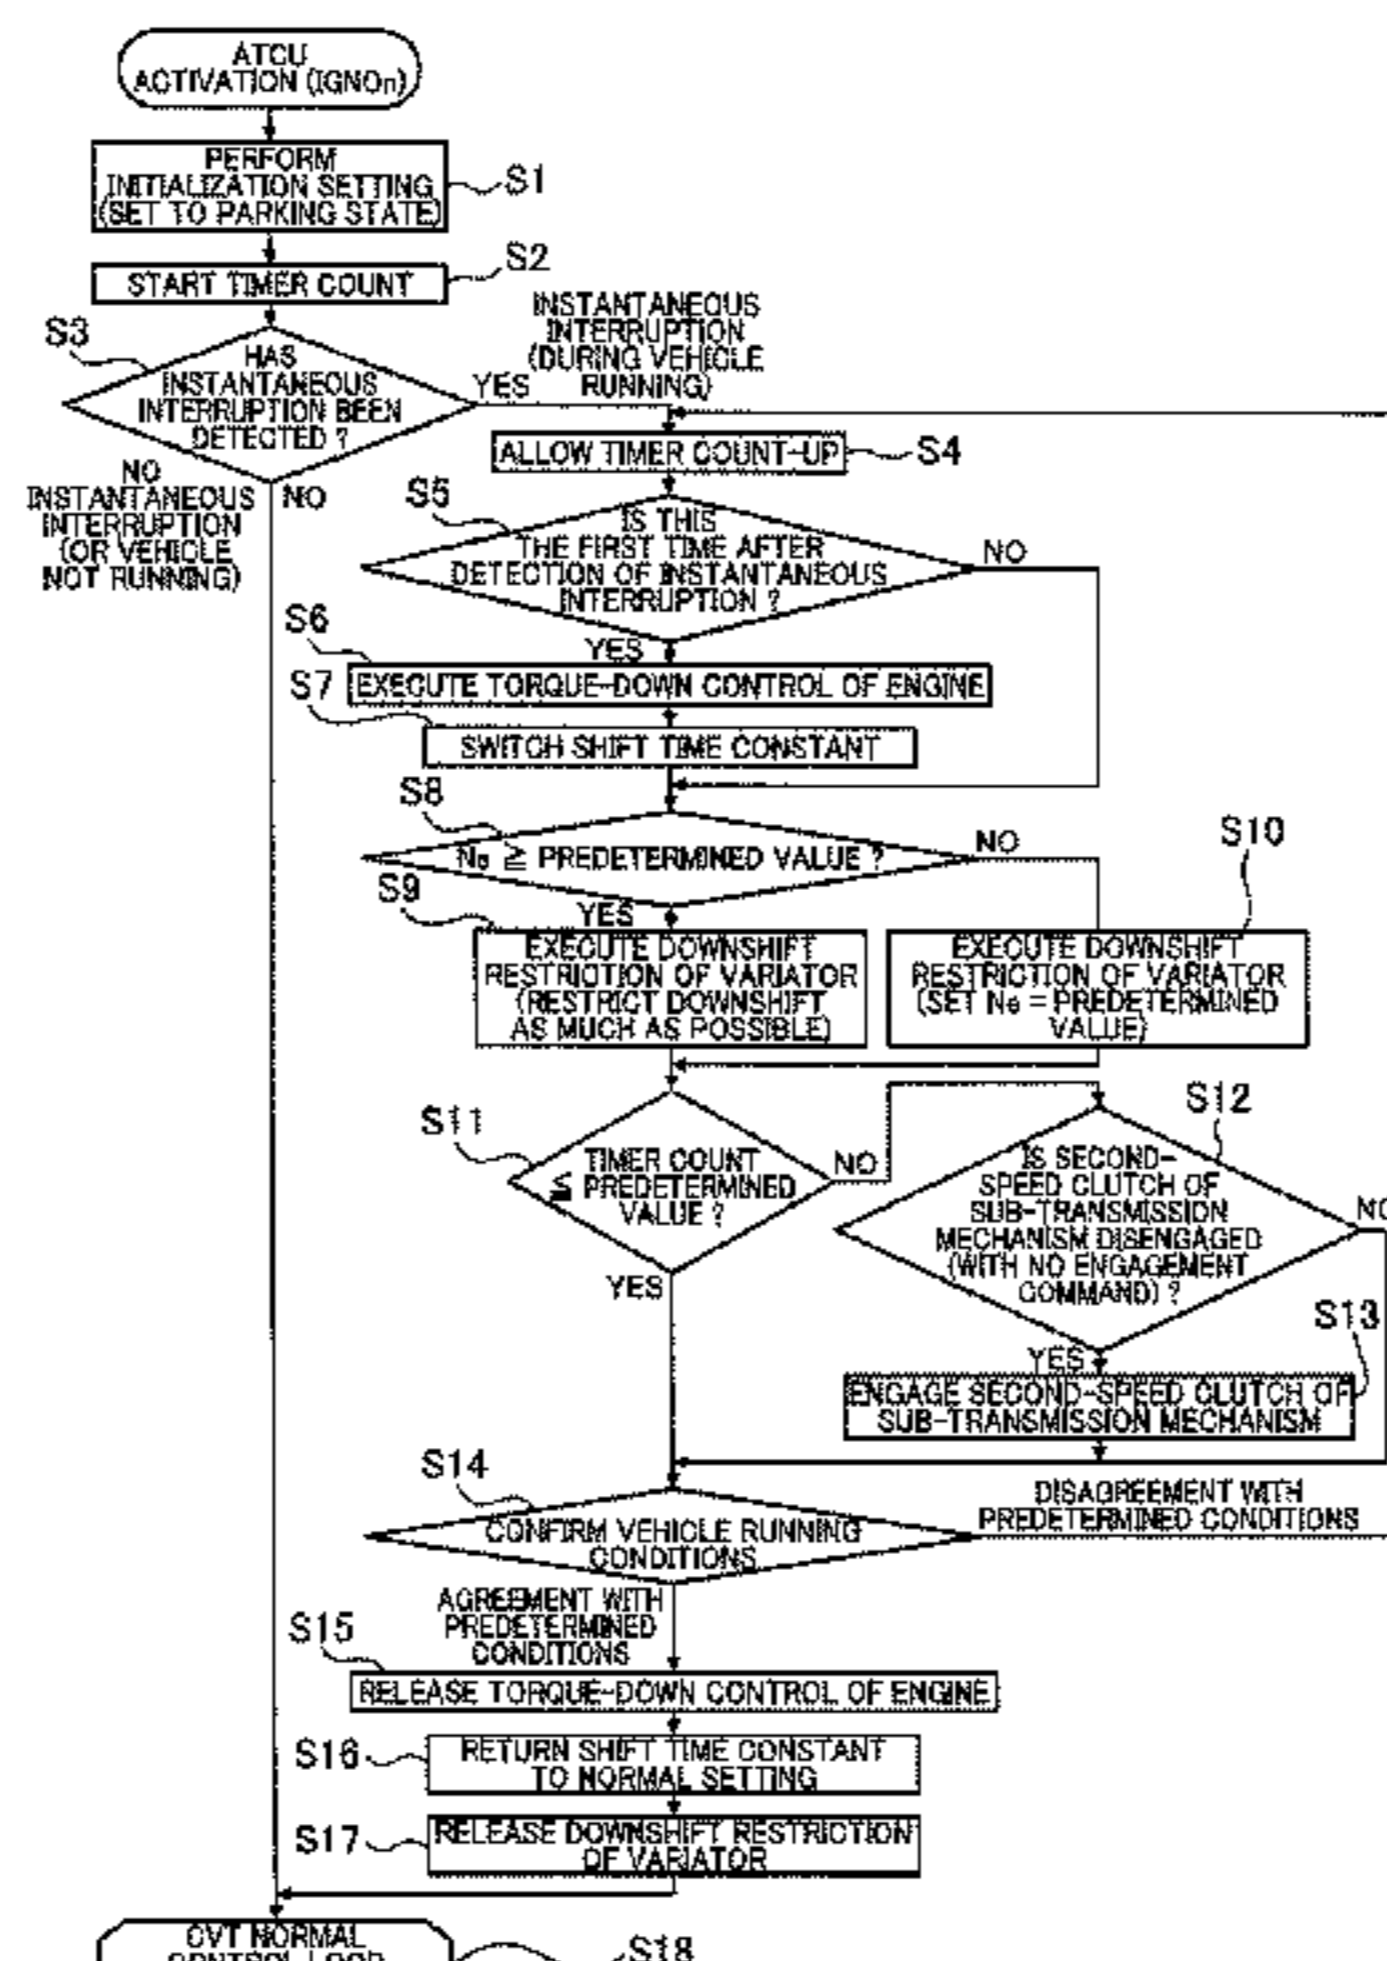 ATCU
ACTIVATION (IGNOn)
PERFORM
INITIALIZATION SETTING
(SET TO PARKING STATE)
S1
START TIMER COUNT
S2
S3
HAS
INSTANTANEOUS
INTERRUPTION BEEN
DETECTED ?
YES
INSTANTANEOUS
INTERRUPTION
(DURING VEHICLE
RUNNING)
NO
INSTANTANEOUS
INTERRUPTION
(OR VEHICLE
NOT RUNNING)
NO
ALLOW TIMER COUNT-UP
S4
S5
IS THIS
THE FIRST TIME AFTER
DETECTION OF INSTANTANEOUS
INTERRUPTION ?
NO
YES
S6
EXECUTE TORQUE-DOWN CONTROL OF ENGINE
S7
SWITCH SHIFT TIME CONSTANT
S8
Ne ≧ PREDETERMINED VALUE ?
NO
YES
S9
EXECUTE DOWNSHIFT
RESTRICTION OF VARIATOR
(RESTRICT DOWNSHIFT
AS MUCH AS POSSIBLE)
S10
EXECUTE DOWNSHIFT
RESTRICTION OF VARIATOR
(SET Ne = PREDETERMINED
VALUE)
S11
TIMER COUNT
≦ PREDETERMINED
VALUE ?
NO
YES
S12
IS SECOND-
SPEED CLUTCH OF
SUB-TRANSMISSION
MECHANISM DISENGAGED
(WITH NO ENGAGEMENT
COMMAND) ?
NO
YES
S13
ENGAGE SECOND-SPEED CLUTCH OF
SUB-TRANSMISSION MECHANISM
S14
CONFIRM VEHICLE RUNNING
CONDITIONS
DISAGREEMENT WITH
PREDETERMINED CONDITIONS
AGREEMENT WITH
PREDETERMINED
CONDITIONS
S15
RELEASE TORQUE-DOWN CONTROL OF ENGINE
S16
RETURN SHIFT TIME CONSTANT
TO NORMAL SETTING
S17
RELEASE DOWNSHIFT RESTRICTION
OF VARIATOR
CVT NORMAL
CONTROL LOOP
S18